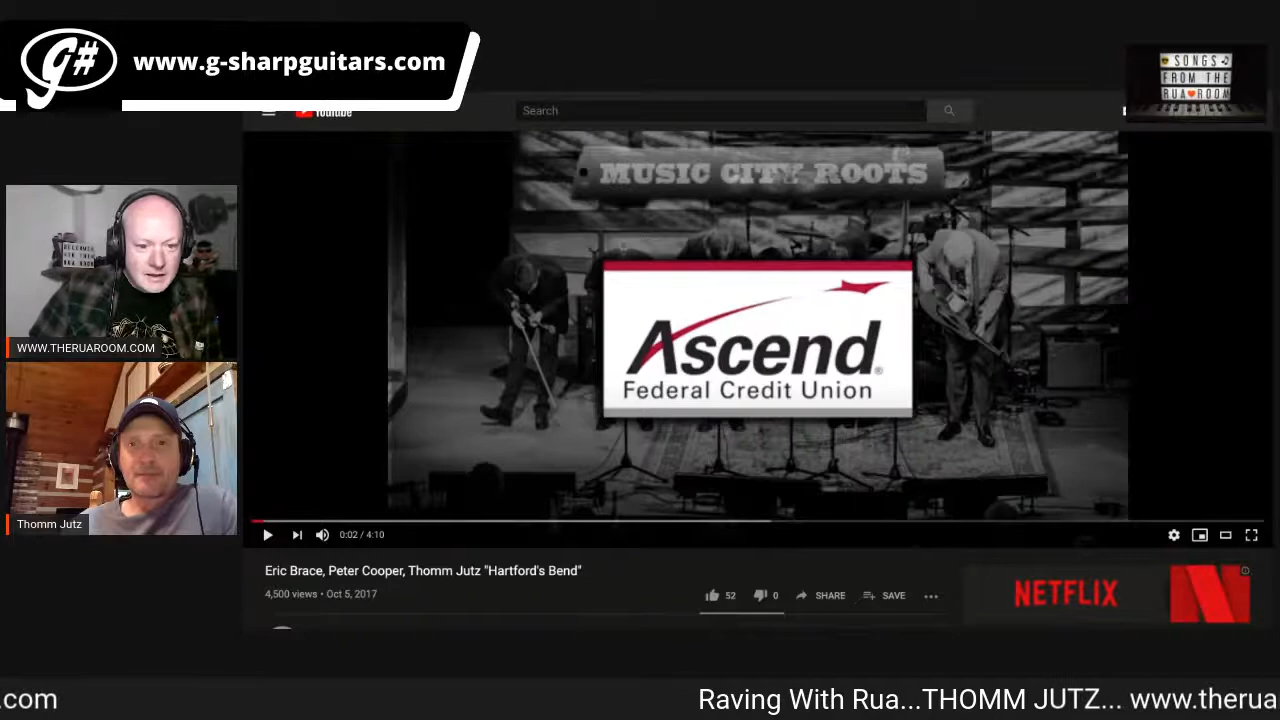 G#
www.g-sharpguitars.com
SONGS
FROM THE
RUA ROOM
YouTube
Search
MUSIC CITY ROOTS
Ascend®
Federal Credit Union
WWW.THERUAROOM.COM
Thomm Jutz
0:02 / 4:10
Eric Brace, Peter Cooper, Thomm Jutz "Hartford's Bend"
4,500 views • Oct 5, 2017
52
0
SHARE
SAVE
NETFLIX
N
.com
Raving With Rua...THOMM JUTZ... www.therua